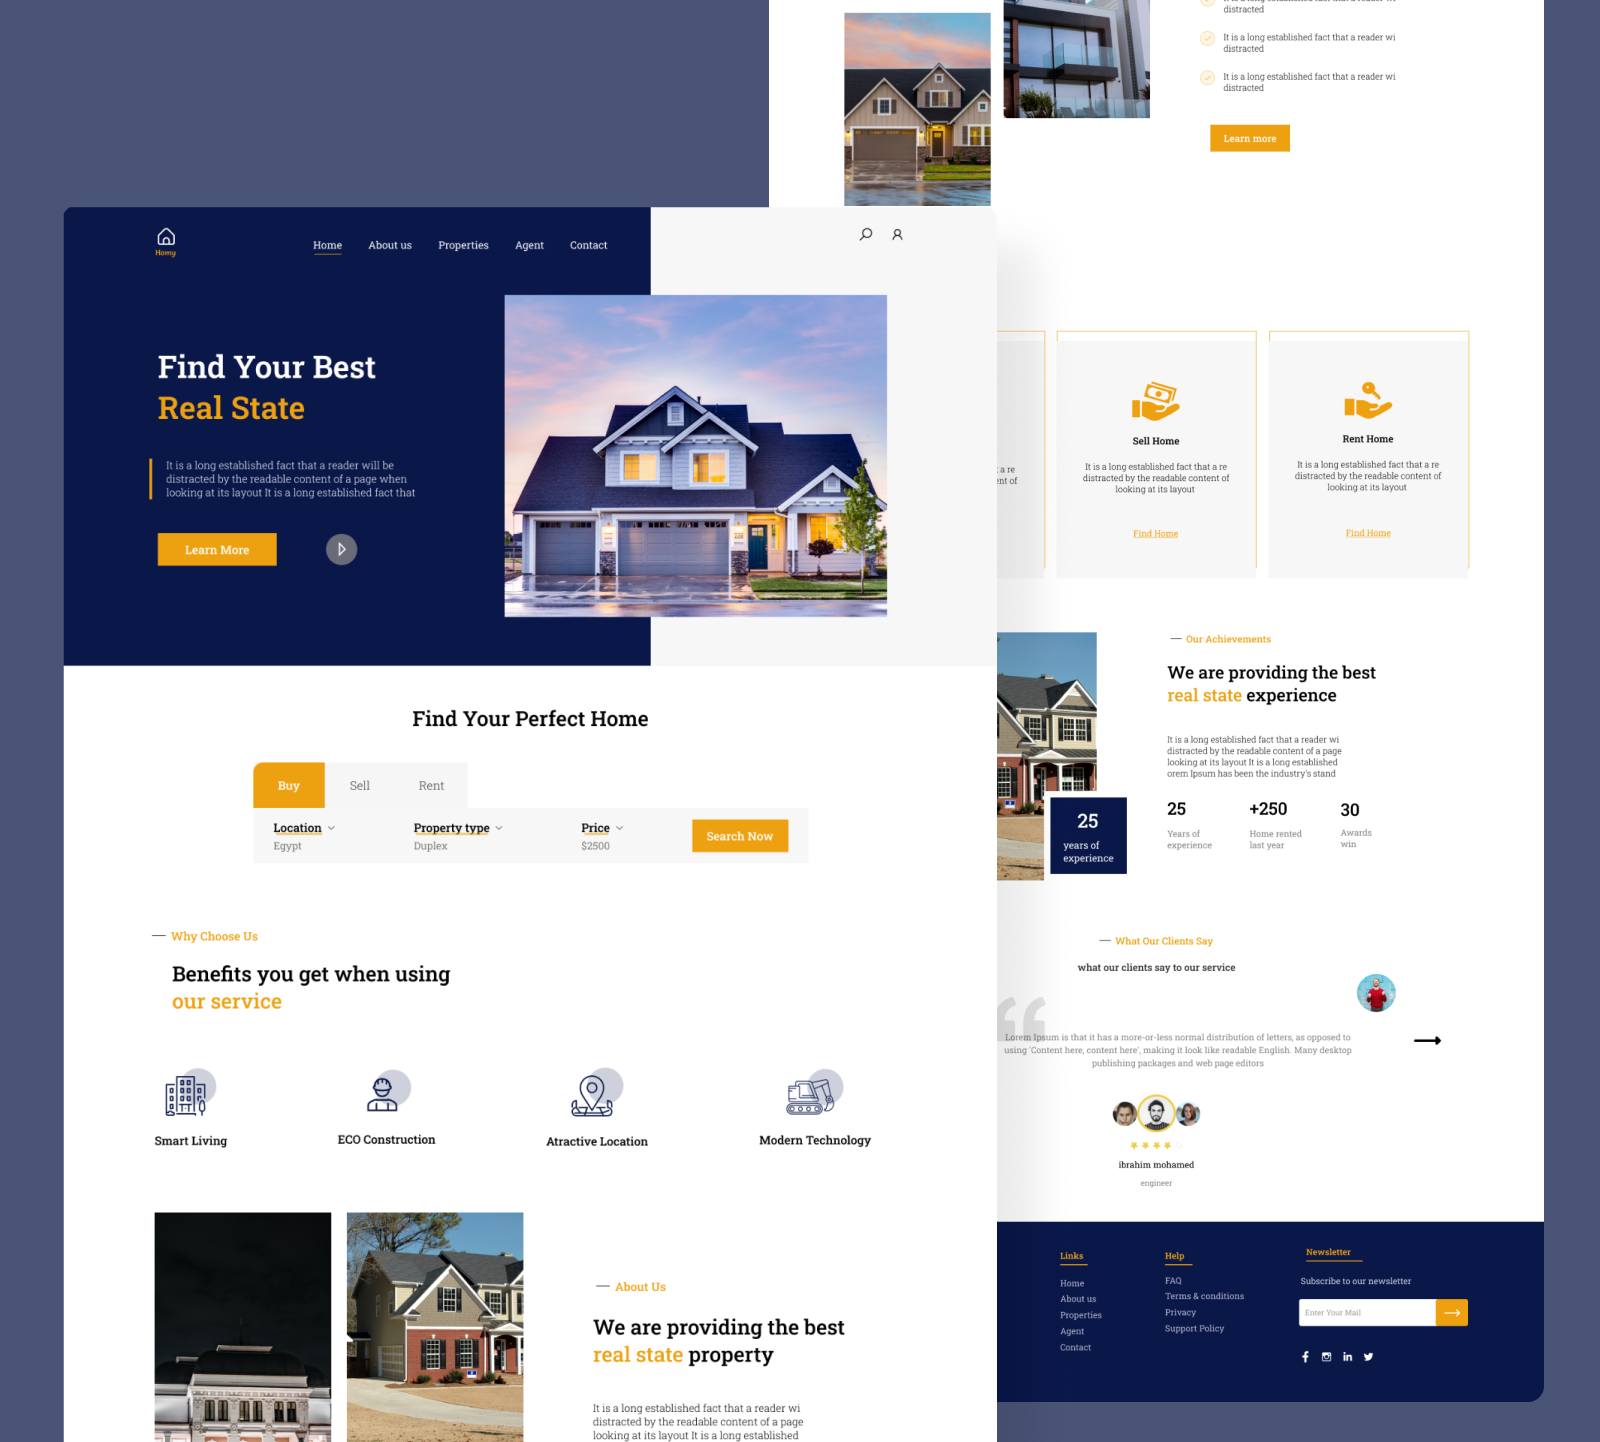 distracted
It is a long established fact that a reader wi
distracted
It is a long established fact that a reader wi
distracted
Learn more
Homy
Home
About us
Properties
Agent
Contact
Find Your Best
Real State
It is a long established fact that a reader will be
distracted by the readable content of a page when
looking at its layout It is a long established fact that
Learn More
Find Your Perfect Home
Buy
Sell
Rent
Location
Egypt
Property type
Duplex
Price
$2500
Search Now
Why Choose Us
Benefits you get when using
our service
Smart Living
ECO Construction
Atractive Location
Modern Technology
About Us
We are providing the best
real state property
It is a long established fact that a reader wi
distracted by the readable content of a page
looking at its layout It is a long established
a re
Sell Home
It is a long established fact that a re
distracted by the readable content of
looking at its layout
Find Home
Rent Home
It is a long established fact that a re
distracted by the readable content of
looking at its layout
Find Home
Our Achievements
We are providing the best
real state experience
It is a long established fact that a reader wi
distracted by the readable content of a page
looking at its layout It is a long established
orem Ipsum has been the industry's stand
25
years of
experience
25
Years of
experience
+250
Home rented
last year
30
Awards
win
What Our Clients Say
what our clients say to our service
Lorem Ipsum is that it has a more-or-less normal distribution of letters, as opposed to
using 'Content here, content here', making it look like readable English. Many desktop
publishing packages and web page editors
ibrahim mohamed
engineer
Links
Home
About us
Properties
Agent
Contact
Help
FAQ
Terms & conditions
Privacy
Support Policy
Newsletter
Subscribe to our newsletter
Enter Your Mail